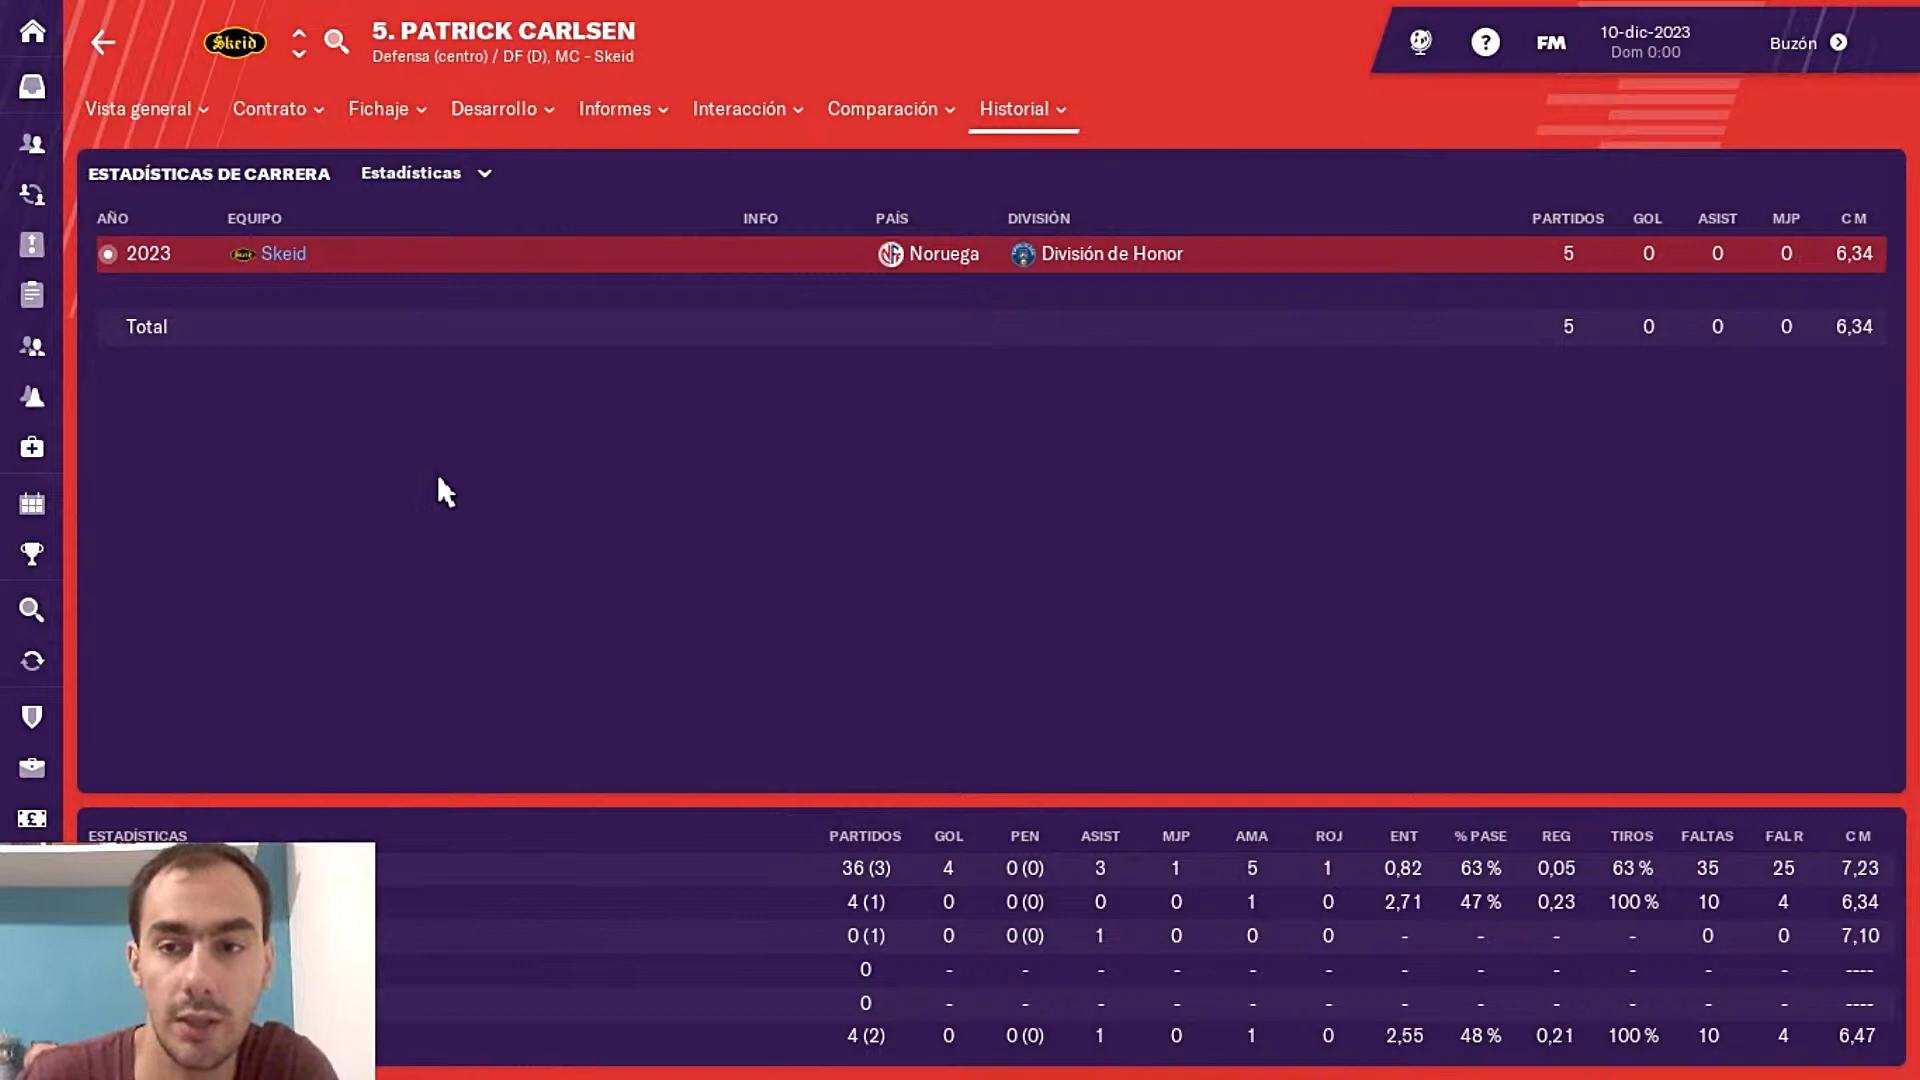 5. PATRICK CARLSEN
Defensa (centro) / DF (D), MC - Skeid
Skeid
FM
10-dic-2023
Dom 0:00
Buzón
Vista general Contrato Fichaje Desarrollo Informes Interacción Comparación Historial
ESTADÍSTICAS DE CARRERA Estadísticas
AÑO EQUIPO INFO PAÍS DIVISIÓN PARTIDOS GOL ASIST MJP C M
2023 Skeid Noruega División de Honor 5 0 0 0 6,34
Total 5 0 0 0 6,34
ESTADÍSTICAS PARTIDOS GOL PEN ASIST MJP AMA ROJ ENT % PASE REG TIROS FALTAS FAL R C M
36 (3) 4 0 (0) 3 1 5 1 0,82 63 % 0,05 63 % 35 25 7,23
4 (1) 0 0 (0) 0 0 1 0 2,71 47 % 0,23 100 % 10 4 6,34
0 (1) 0 0 (0) 1 0 0 0 - - - - 0 0 7,10
0 - - - - - - - - - - - - ----
0 - - - - - - - - - - - - ----
4 (2) 0 0 (0) 1 0 1 0 2,55 48 % 0,21 100 % 10 4 6,47